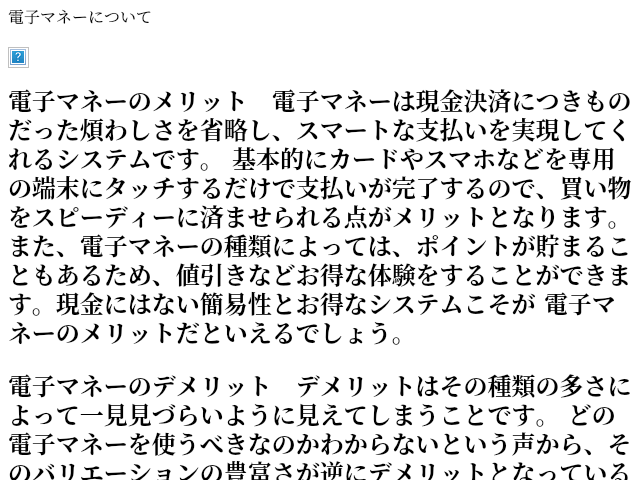 電子マネーについて
?
電子マネーのメリット　電子マネーは現金決済につきもの
だった煩わしさを省略し、スマートな支払いを実現してく
れるシステムです。 基本的にカードやスマホなどを専用
の端末にタッチするだけで支払いが完了するので、買い物
をスピーディーに済ませられる点がメリットとなります。
また、電子マネーの種類によっては、ポイントが貯まるこ
ともあるため、値引きなどお得な体験をすることができま
す。現金にはない簡易性とお得なシステムこそが 電子マ
ネーのメリットだといえるでしょう。
電子マネーのデメリット　デメリットはその種類の多さに
よって一見見づらいように見えてしまうことです。 どの
電子マネーを使うべきなのかわからないという声から、そ
のバリエーションの豊富さが逆にデメリットとなっている